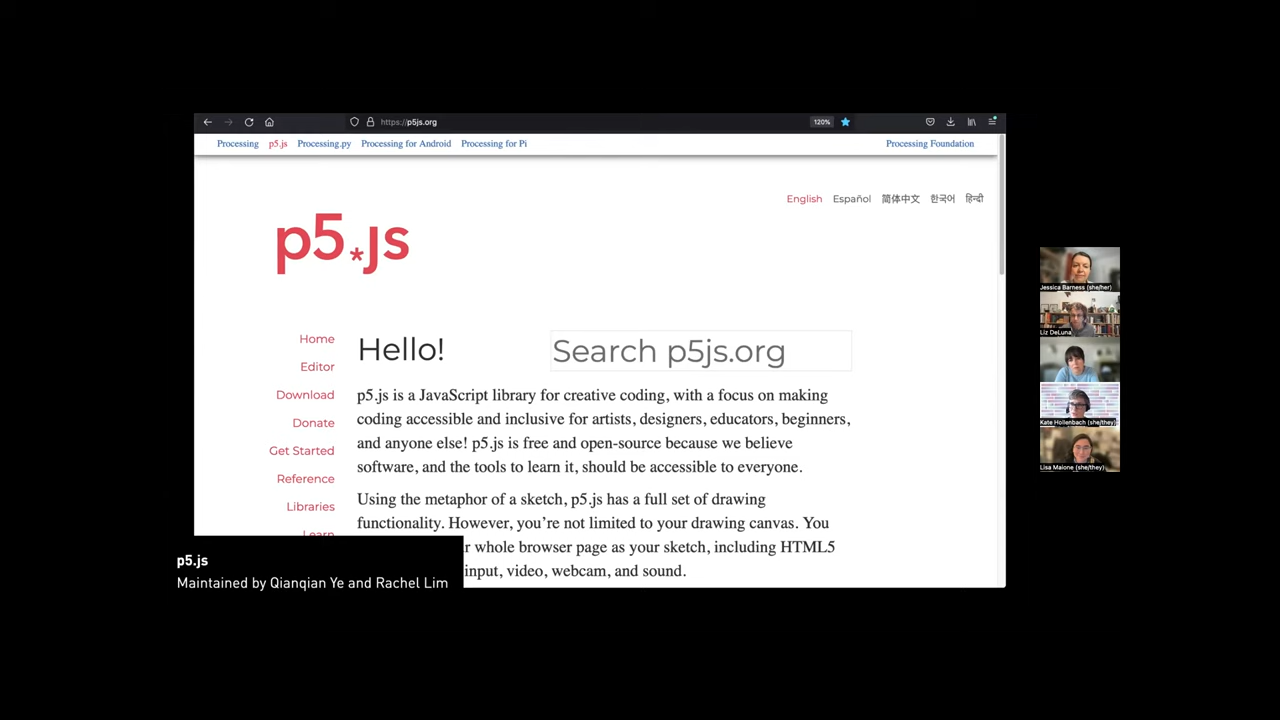 https://p5js.org
120%
Processing p5.js Processing.py Processing for Android Processing for Pi Processing Foundation
English Español 简体中文 한국어 हिन्दी
p5*js
Home
Editor
Download
Donate
Get Started
Reference
Libraries
Learn
Hello!
Search p5js.org
p5.js is a JavaScript library for creative coding, with a focus on making
coding accessible and inclusive for artists, designers, educators, beginners,
and anyone else! p5.js is free and open-source because we believe
software, and the tools to learn it, should be accessible to everyone.
Using the metaphor of a sketch, p5.js has a full set of drawing
functionality. However, you’re not limited to your drawing canvas. You
r whole browser page as your sketch, including HTML5
input, video, webcam, and sound.
p5.js
Maintained by Qianqian Ye and Rachel Lim
Jessica Barness (she/her)
Liz DeLuna
Kate Hollenbach (she/they)
Lisa Maione (she/they)